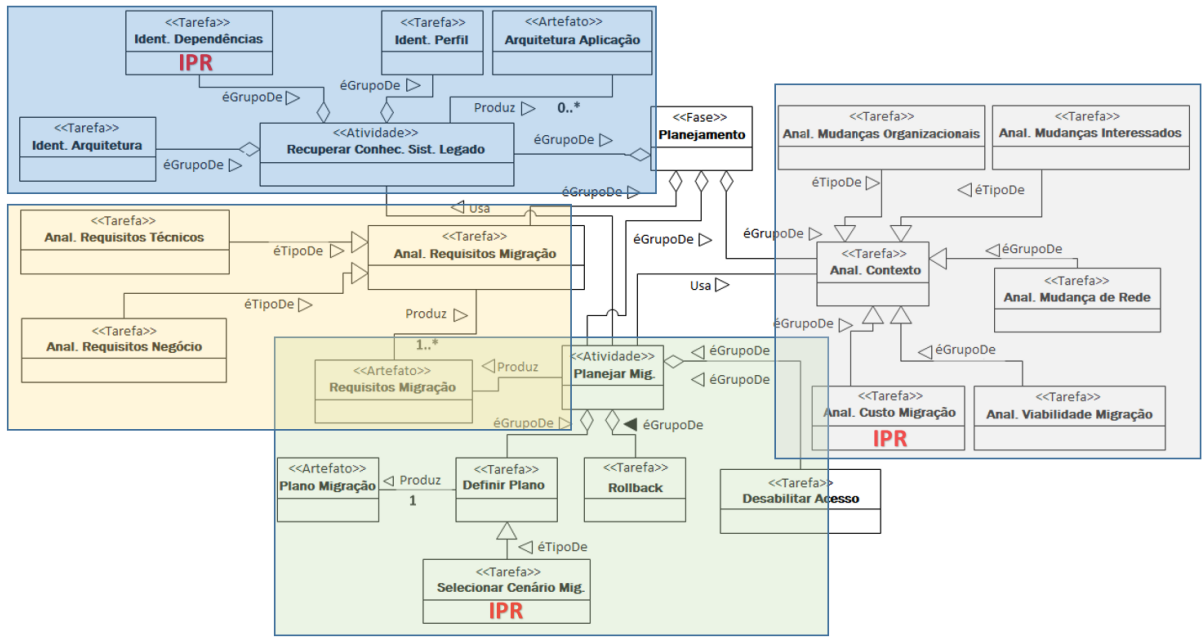 <<Tarefa>>
Ident. Dependências
IPR
<<Tarefa>>
Ident. Perfil
<<Artefato>>
Arquitetura Aplicação
éGrupoDe
éGrupoDe
Produz
0..*
<<Tarefa>>
Ident. Arquitetura
éGrupoDe
<<Atividade>>
Recuperar Conhec. Sist. Legado
éGrupoDe
<<Fase>>
Planejamento
éGrupoDe
Usa
éGrupoDe
Usa
éGrupoDe
<<Tarefa>>
Anal. Mudanças Organizacionais
<<Tarefa>>
Anal. Mudanças Interessados
éTipoDe
éTipoDe
<<Tarefa>>
Anal. Contexto
éGrupoDe
<<Tarefa>>
Anal. Mudança de Rede
éGrupoDe
éGrupoDe
<<Tarefa>>
Anal. Custo Migração
IPR
<<Tarefa>>
Anal. Viabilidade Migração
<<Tarefa>>
Anal. Requisitos Técnicos
éTipoDe
<<Tarefa>>
Anal. Requisitos Migração
éTipoDe
Produz
1..*
<<Tarefa>>
Anal. Requisitos Negócio
<<Artefato>>
Requisitos Migração
Produz
<<Atividade>>
Planejar Mig.
éGrupoDe
éGrupoDe
éGrupoDe
éGrupoDe
<<Artefato>>
Plano Migração
Produz
1
<<Tarefa>>
Definir Plano
<<Tarefa>>
Rollback
<<Tarefa>>
Desabilitar Acesso
éTipoDe
<<Tarefa>>
Selecionar Cenário Mig.
IPR